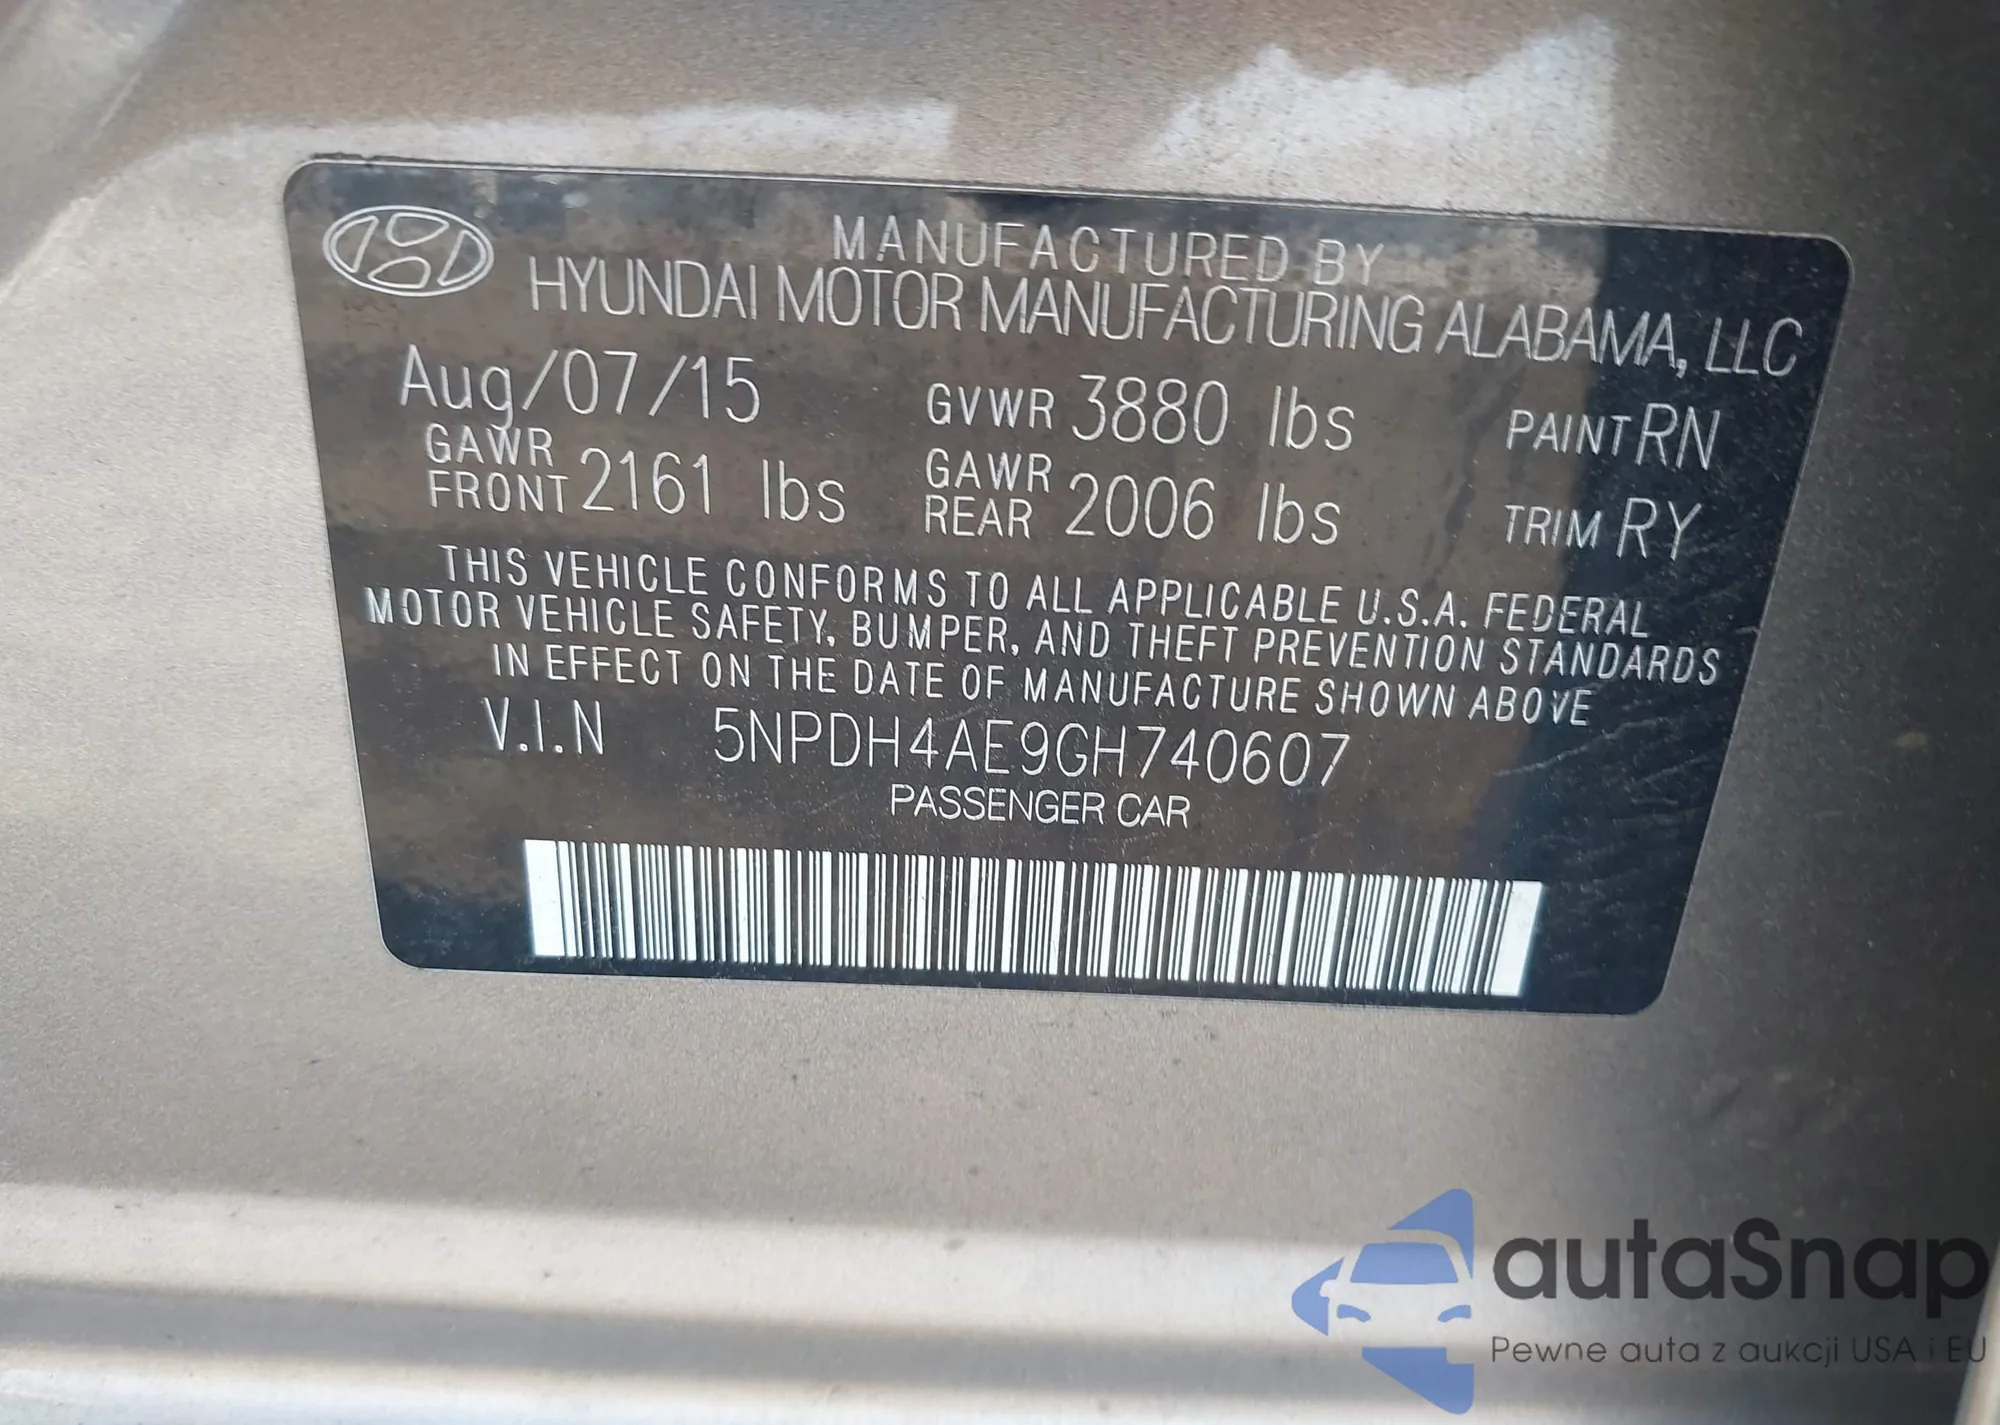 MANUFACTURED BY
HYUNDAI MOTOR MANUFACTURING ALABAMA, LLC
Aug/07/15 GVWR 3880 lbs PAINT RN
GAWR FRONT 2161 lbs GAWR REAR 2006 lbs TRIM RY
THIS VEHICLE CONFORMS TO ALL APPLICABLE U.S.A. FEDERAL
MOTOR VEHICLE SAFETY, BUMPER, AND THEFT PREVENTION STANDARDS
IN EFFECT ON THE DATE OF MANUFACTURE SHOWN ABOVE
V.I.N 5NPDH4AE9GH740607
PASSENGER CAR
autaSnap
Pewne auta z aukcji USA i EU